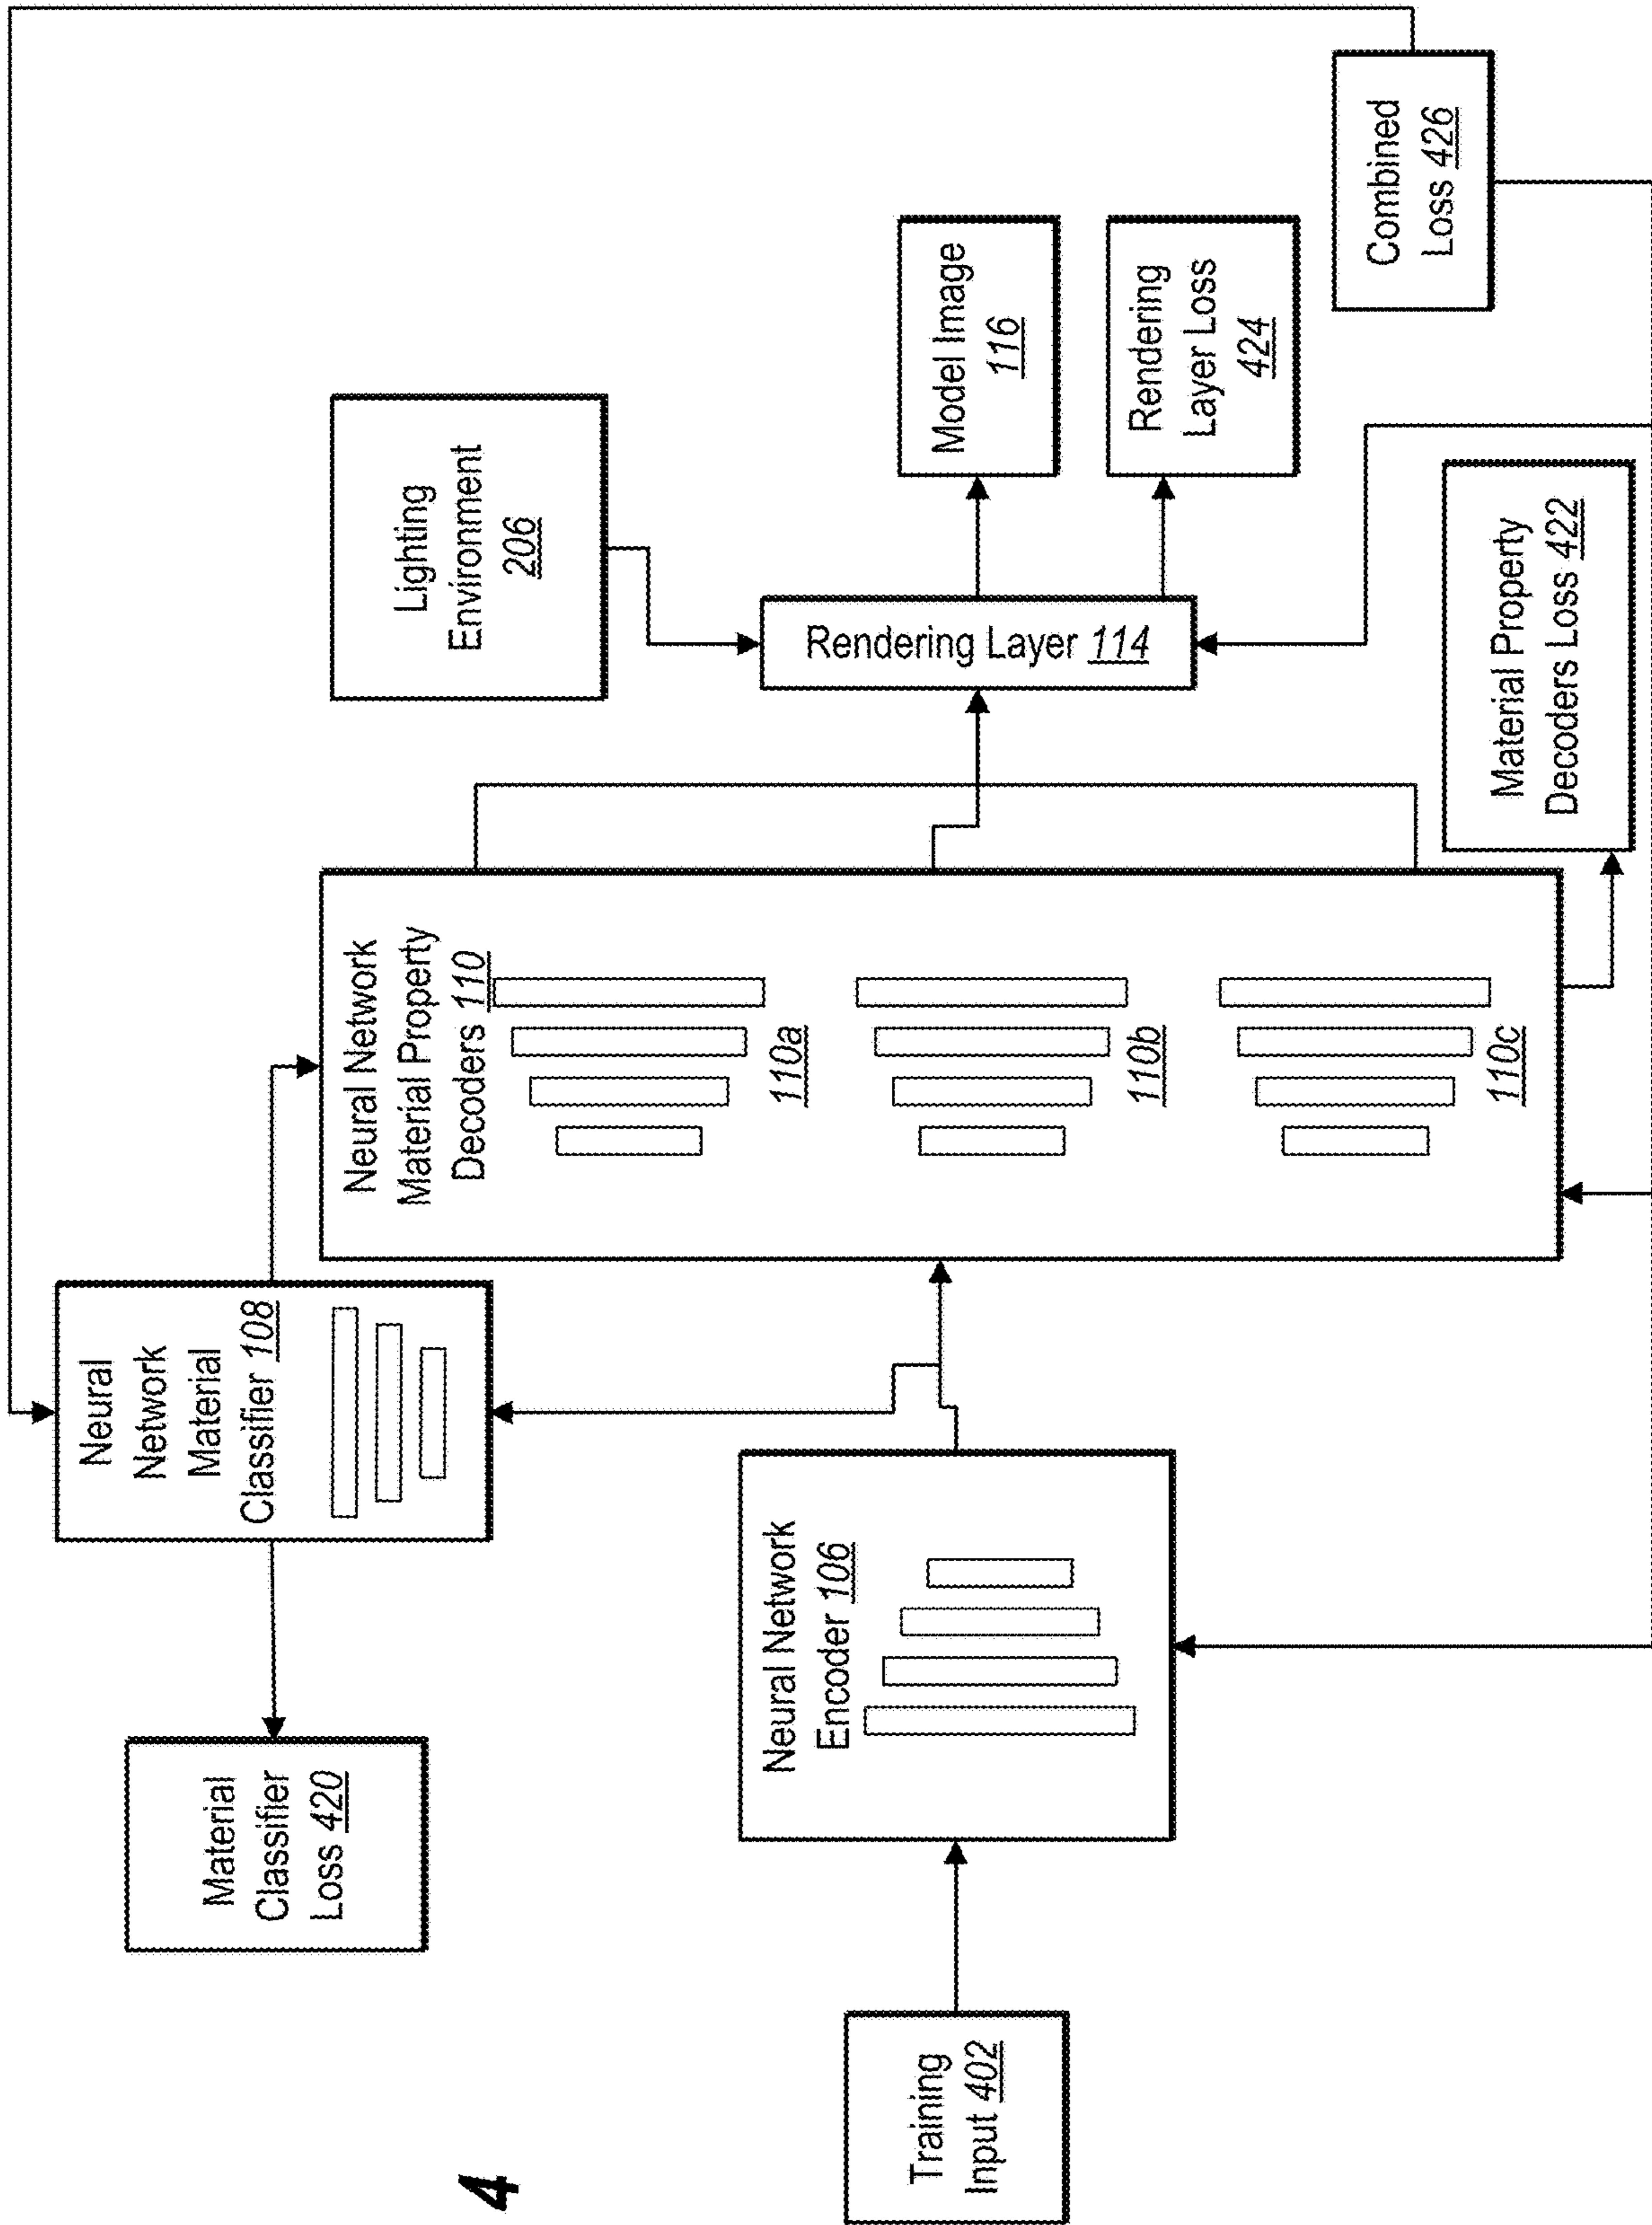 Neural
Network
Material
Classifier 108
Material
Classifier
Loss 420
Lighting
Environment
206
Neural Network
Material Property
Decoders 110
110a
110b
110c
Training
Input 402
Neural Network
Encoder 106
Rendering Layer 114
Model Image
116
Rendering
Layer Loss
424
Combined
Loss 426
Material Property
Decoders Loss 422
4